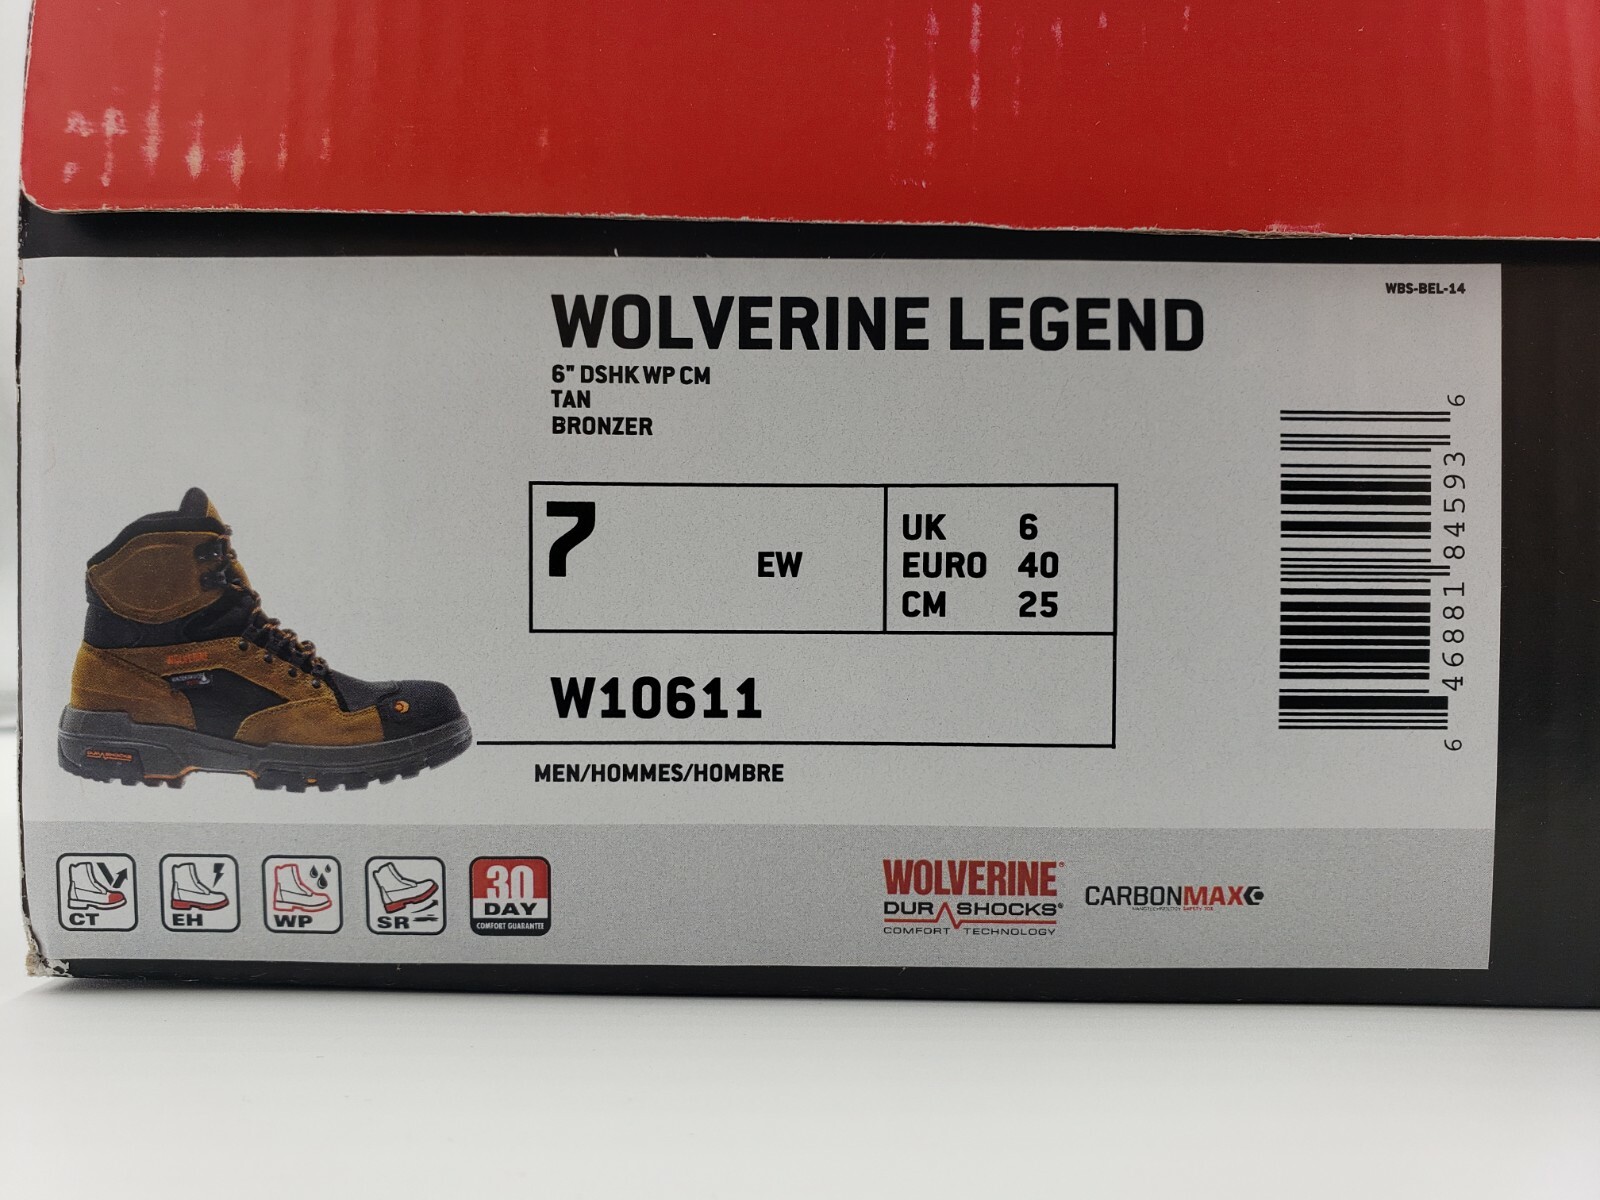 WBS-BEL-14
WOLVERINE LEGEND
6" DSHK WP CM
TAN
BRONZER
7 EW
UK 6
EURO 40
CM 25
W10611
MEN/HOMMES/HOMBRE
6 46881 84593 6
WOLVERINE
DURASHOCKS
CT
EH
WP
SR
30
DAY
COMFORT GUARANTEE
WOLVERINE®
DURASHOCKS®
COMFORT TECHNOLOGY
CARBONMAX